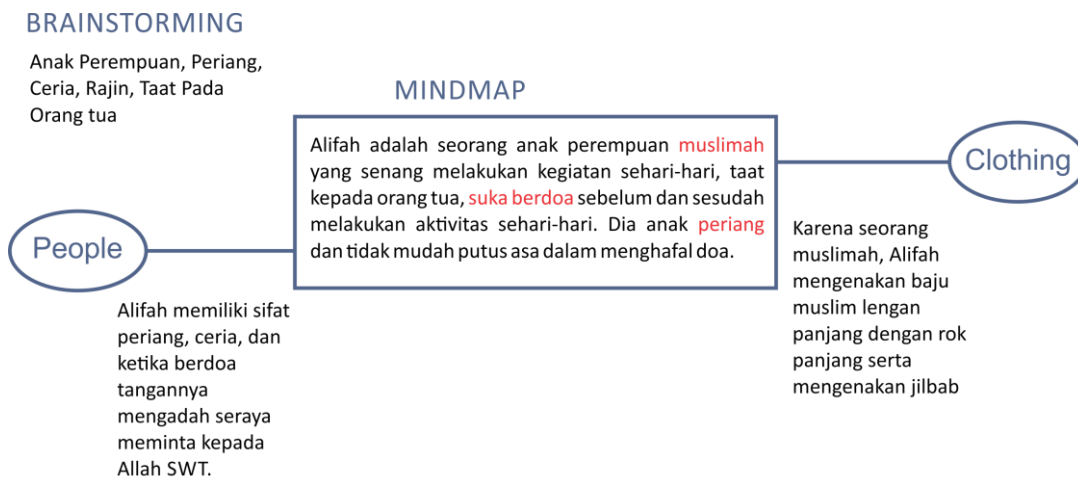 BRAINSTORMING
Anak Perempuan, Periang,
Ceria, Rajin, Taat Pada
Orang tua
MINDMAP
Alifah adalah seorang anak perempuan muslimah
yang senang melakukan kegiatan sehari-hari, taat
kepada orang tua, suka berdoa sebelum dan sesudah
melakukan aktivitas sehari-hari. Dia anak periang
dan tidak mudah putus asa dalam menghafal doa.
People
Alifah memiliki sifat
periang, ceria, dan
ketika berdoa
tangannya
mengadah seraya
meminta kepada
Allah SWT.
Clothing
Karena seorang
muslimah, Alifah
mengenakan baju
muslim lengan
panjang dengan rok
panjang serta
mengenakan jilbab